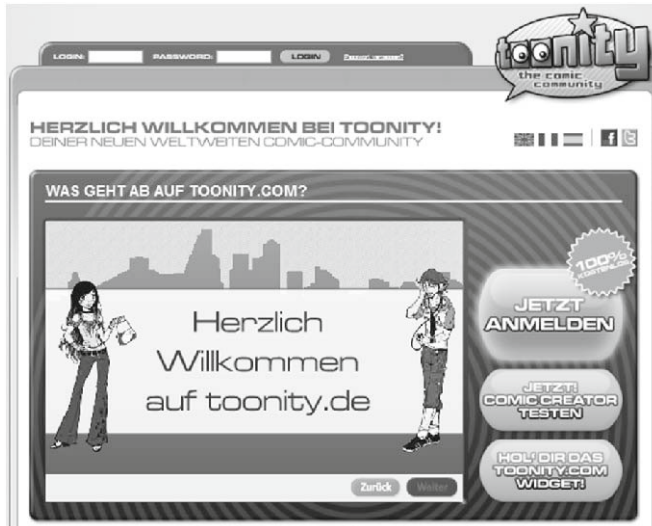 LOGIN: PASSWORD: LOGIN
toonity
the comic
community
HERZLICH WILLKOMMEN BEI TOONITY!
DEINER NEUEN WELTWEITEN COMIC-COMMUNITY
WAS GEHT AB AUF TOONITY.COM?
100%
KOSTENLOS
Herzlich
Willkommen
auf toonity.de
JETZT
ANMELDEN
JETZT!
COMIC CREATOR
TESTEN
HOL' DIR DAS
TOONITY.COM
WIDGET!
Zurück Weiter